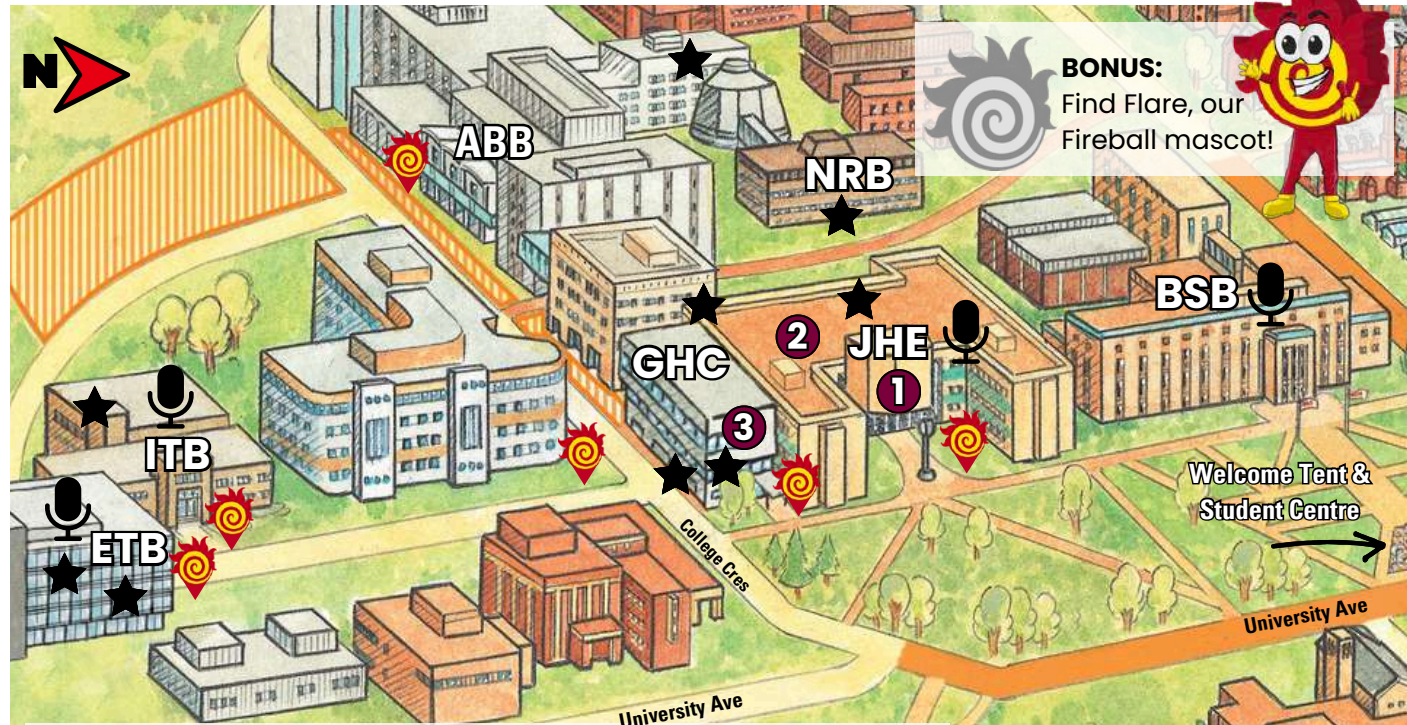 N
BONUS:
Find Flare, our
Fireball mascot!
ABB
NRB
BSB
2
JHE
GHC
1
3
ITB
Welcome Tent &
Student Centre
ETB
College Cres
University Ave
University Ave